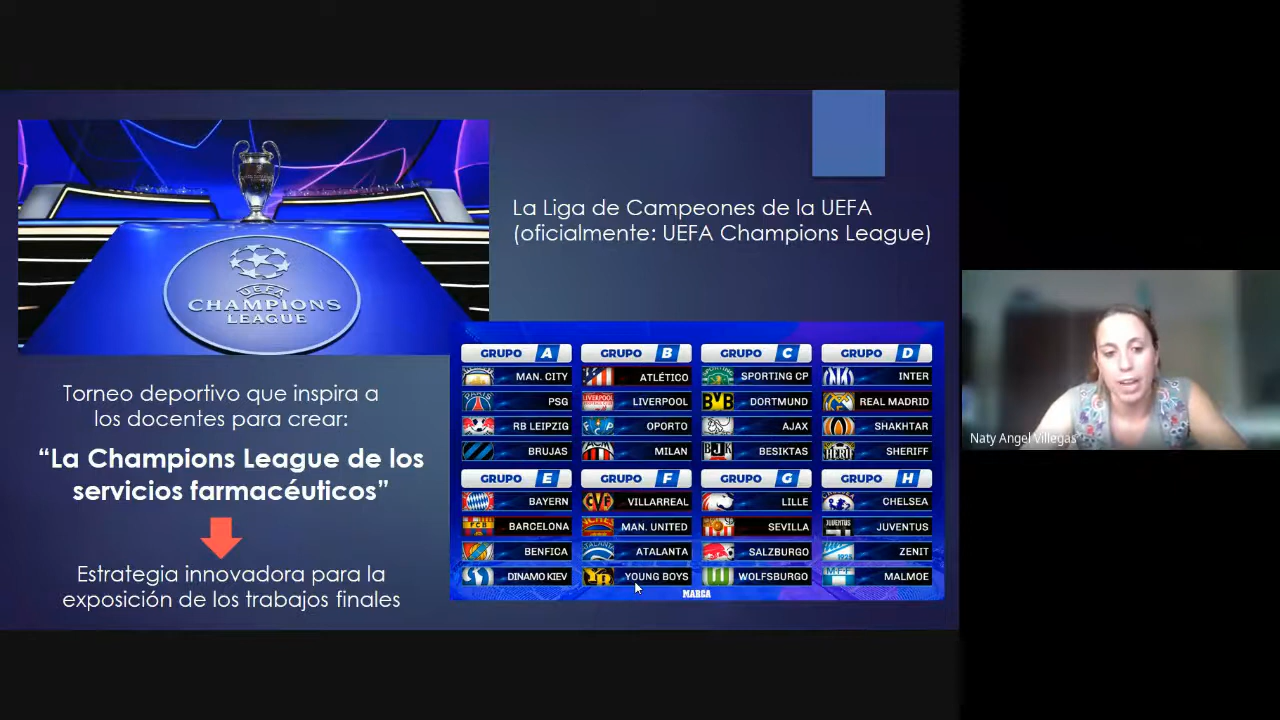 UEFA
CHAMPIONS
LEAGUE
La Liga de Campeones de la UEFA
(oficialmente: UEFA Champions League)
Torneo deportivo que inspira a
los docentes para crear:
“La Champions League de los
servicios farmacéuticos”
Estrategia innovadora para la
exposición de los trabajos finales
GRUPO A
MAN. CITY
PSG
RB LEIPZIG
BRUJAS
GRUPO B
ATLÉTICO
LIVERPOOL
OPORTO
MILAN
GRUPO C
SPORTING CP
DORTMUND
AJAX
BESIKTAS
GRUPO D
INTER
REAL MADRID
SHAKHTAR
SHERIFF
GRUPO E
BAYERN
BARCELONA
BENFICA
DINAMO KIEV
GRUPO F
VILLARREAL
MAN. UNITED
ATALANTA
YOUNG BOYS
GRUPO G
LILLE
SEVILLA
SALZBURGO
WOLFSBURGO
GRUPO H
CHELSEA
JUVENTUS
ZENIT
MALMOE
MARCA
Naty Angel Villegas